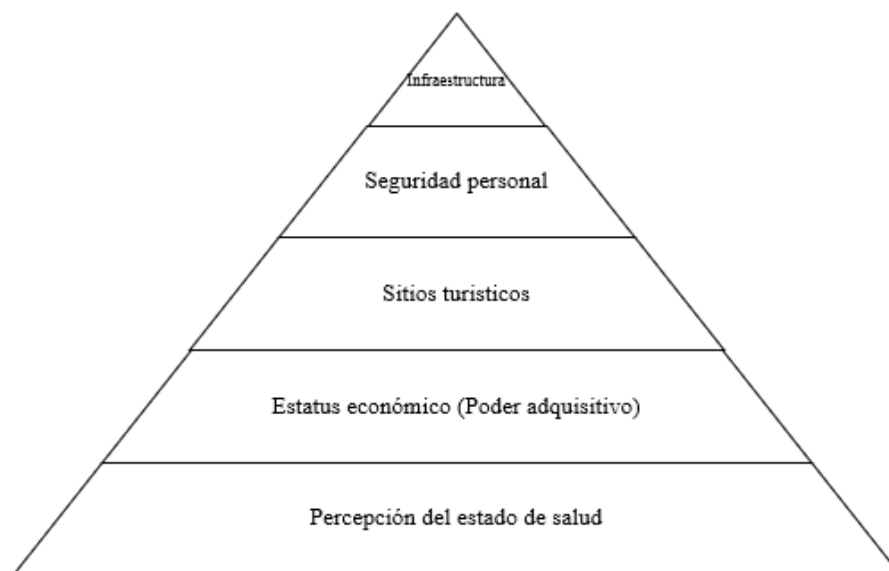 Infraestructura
Seguridad personal
Sitios turisticos
Estatus económico (Poder adquisitivo)
Percepción del estado de salud